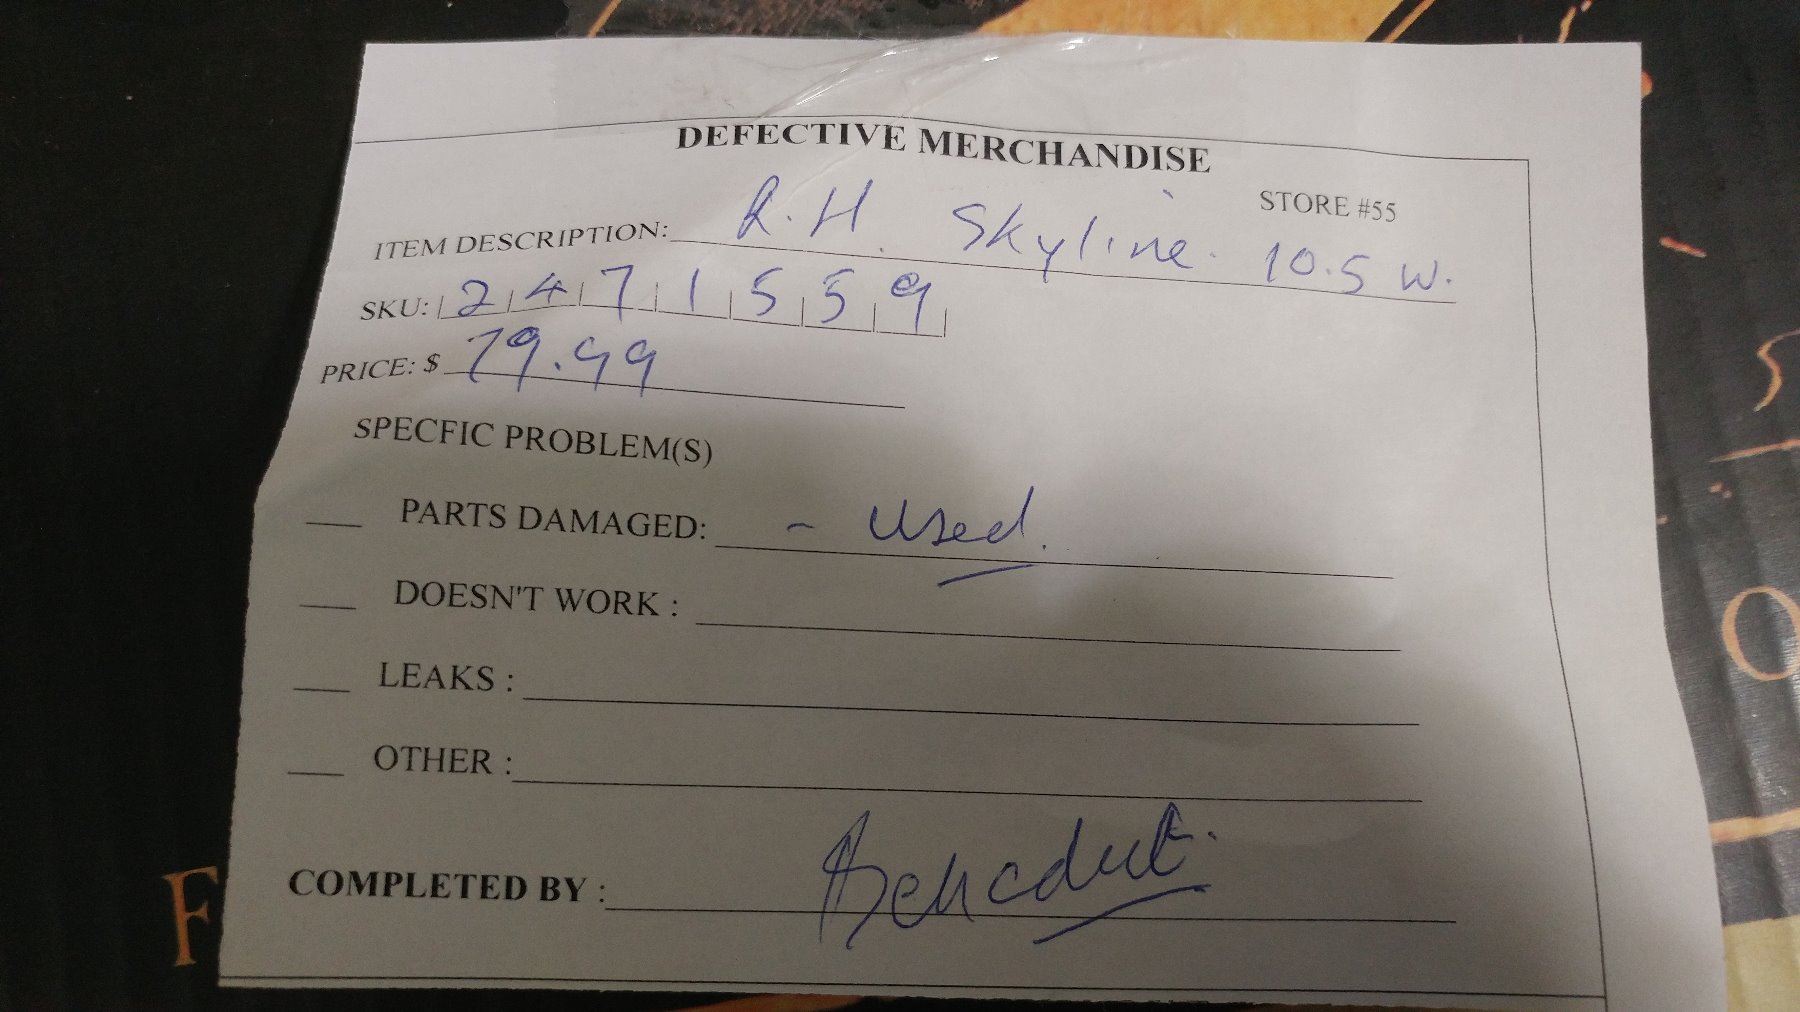 DEFECTIVE MERCHANDISE
STORE #55
ITEM DESCRIPTION: R.H. Skyline. 10.5 W.
SKU: 2471559
PRICE: $ 79.99
SPECFIC PROBLEM(S)
PARTS DAMAGED: - Used.
DOESN'T WORK :
LEAKS :
OTHER :
COMPLETED BY : Benedict.
F
O